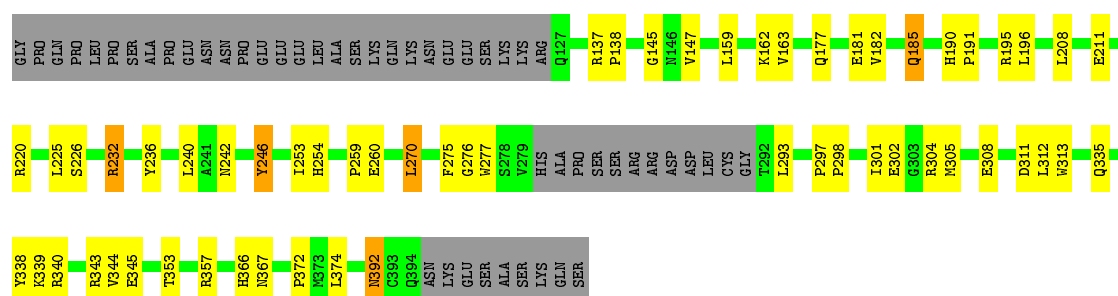 GLY PRO GLN PRO LEU PRO PRO SER ALA PRO GLU ASN ASN PRO GLU GLU GLU LEU ALA SER LYS GLN LYS ASN GLU GLU SER LYS LYS ARG Q127 R137 P138 G145 N146 V147 L159 K162 V163 Q177 E181 V182 Q185 H190 P191 R195 L196 L208 E211
R220 L225 S226 R232 Y236 L240 A241 N242 Y246 I253 H254 P259 E260 L270 F275 G276 W277 S278 V279 HIS ALA PRO SER SER ARG ARG ASP ASP LEU CYS GLY T292 L293 P297 P298 I301 E302 G303 R304 M305 E308 D311 L312 W313 Q335
Y338 K339 R340 R343 V344 E345 T353 R357 H366 N367 P372 M373 L374 N392 C393 Q394 ASN LYS GLU SER ALA SER LYS GLN SER